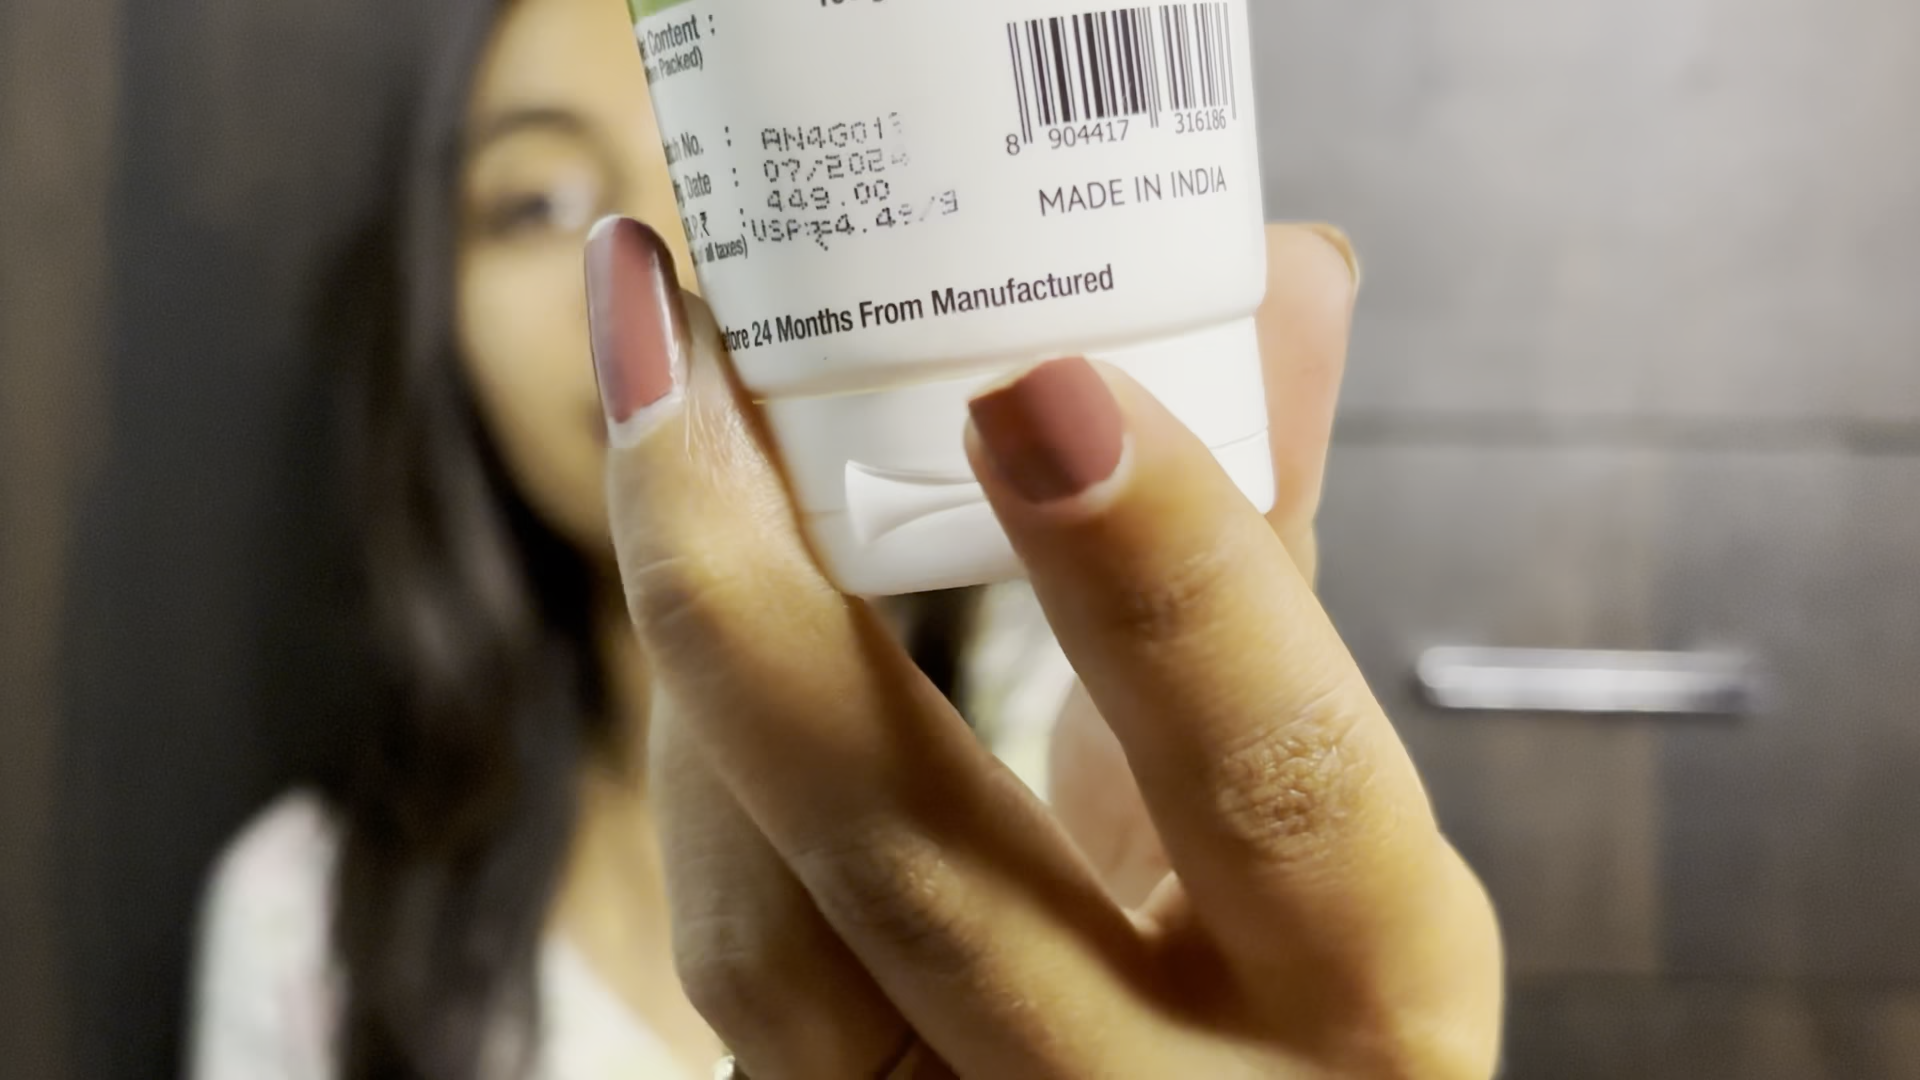 Content :
Packed)
No. : AN4G013
Date : 07/2024
₹ : 449.00
all taxes) USP:₹4.49/g
24 Months From Manufactured
8 904417 316186
MADE IN INDIA